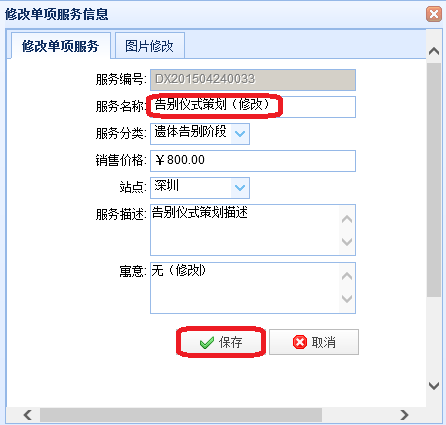 修改单项服务信息
修改单项服务 图片修改
服务编号: DX201504240033
服务名称: 告别仪式策划（修改）
服务分类: 遗体告别阶段
销售价格: ￥800.00
站点: 深圳
服务描述: 告别仪式策划描述
寓意: 无（修改）
保存 取消